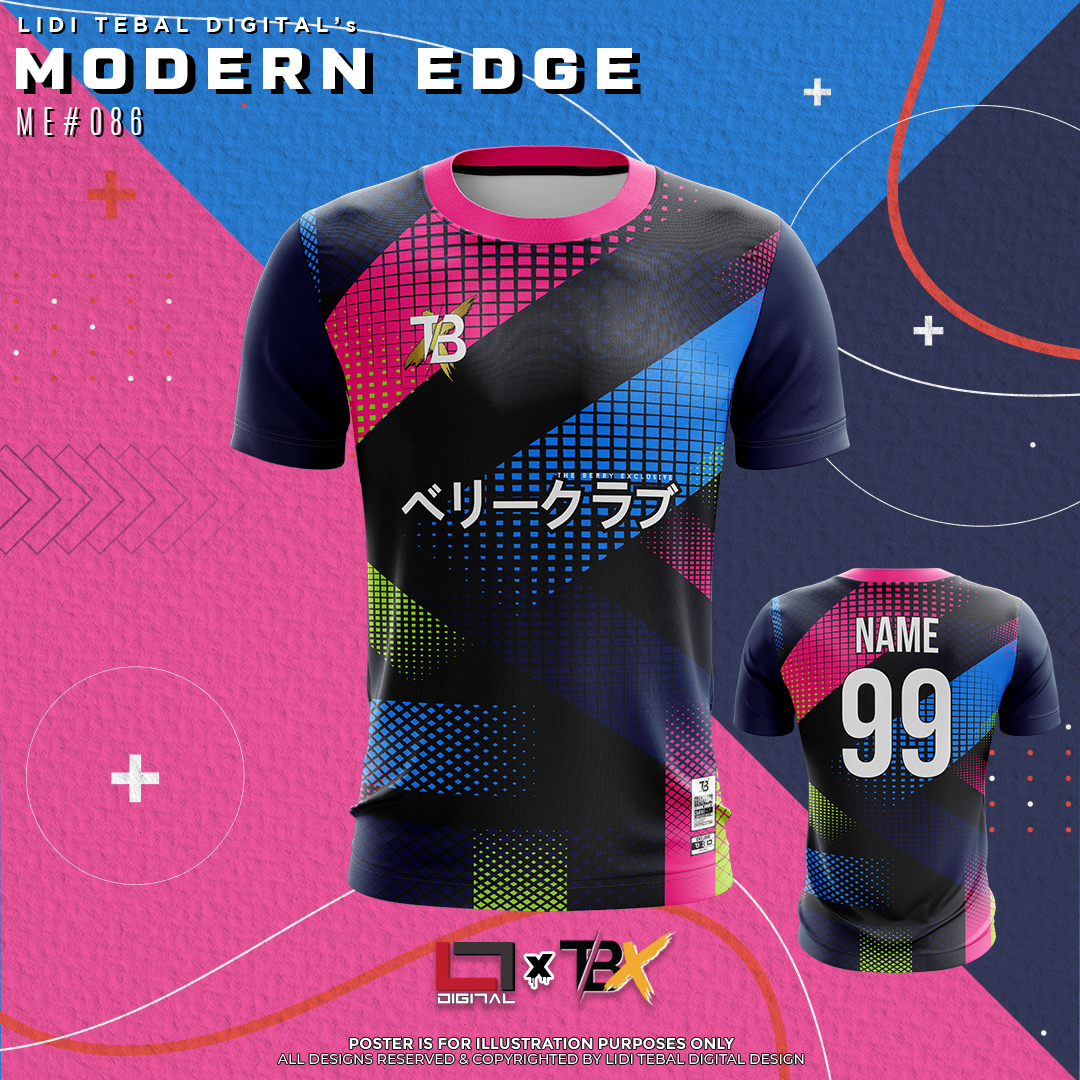 LIDI TEBAL DIGITAL's
MODERN EDGE
ME#086
TB
THE BERRY EXCLUSIVE
ベリークラブ
NAME
99
TB
DIGITAL
X
TBX
POSTER IS FOR ILLUSTRATION PURPOSES ONLY
ALL DESIGNS RESERVED & COPYRIGHTED BY LIDI TEBAL DIGITAL DESIGN